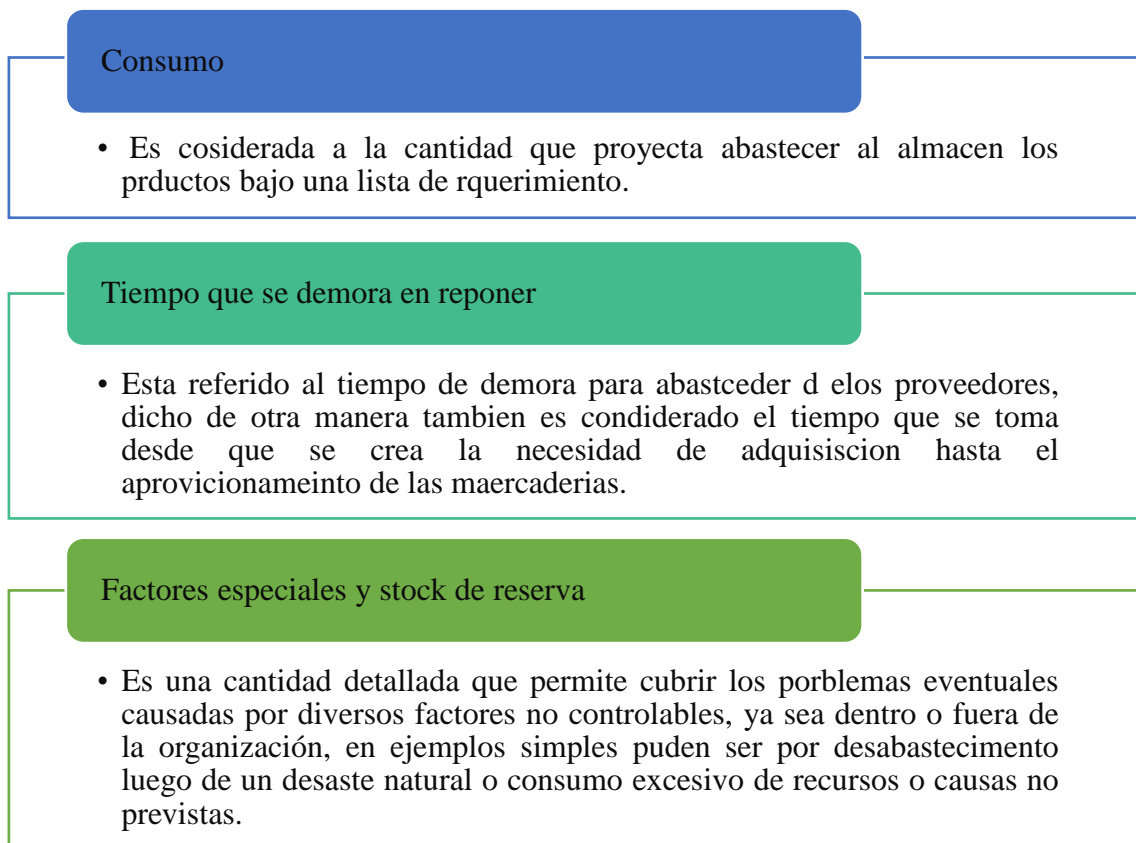 Consumo
• Es cosiderada a la cantidad que proyecta abastecer al almacen los
prductos bajo una lista de rquerimiento.
Tiempo que se demora en reponer
• Esta referido al tiempo de demora para abastceder d elos proveedores,
dicho de otra manera tambien es condiderado el tiempo que se toma
desde que se crea la necesidad de adquisiscion hasta el
aprovicionameinto de las maercaderias.
Factores especiales y stock de reserva
• Es una cantidad detallada que permite cubrir los porblemas eventuales
causadas por diversos factores no controlables, ya sea dentro o fuera de
la organización, en ejemplos simples puden ser por desabastecimento
luego de un desaste natural o consumo excesivo de recursos o causas no
previstas.